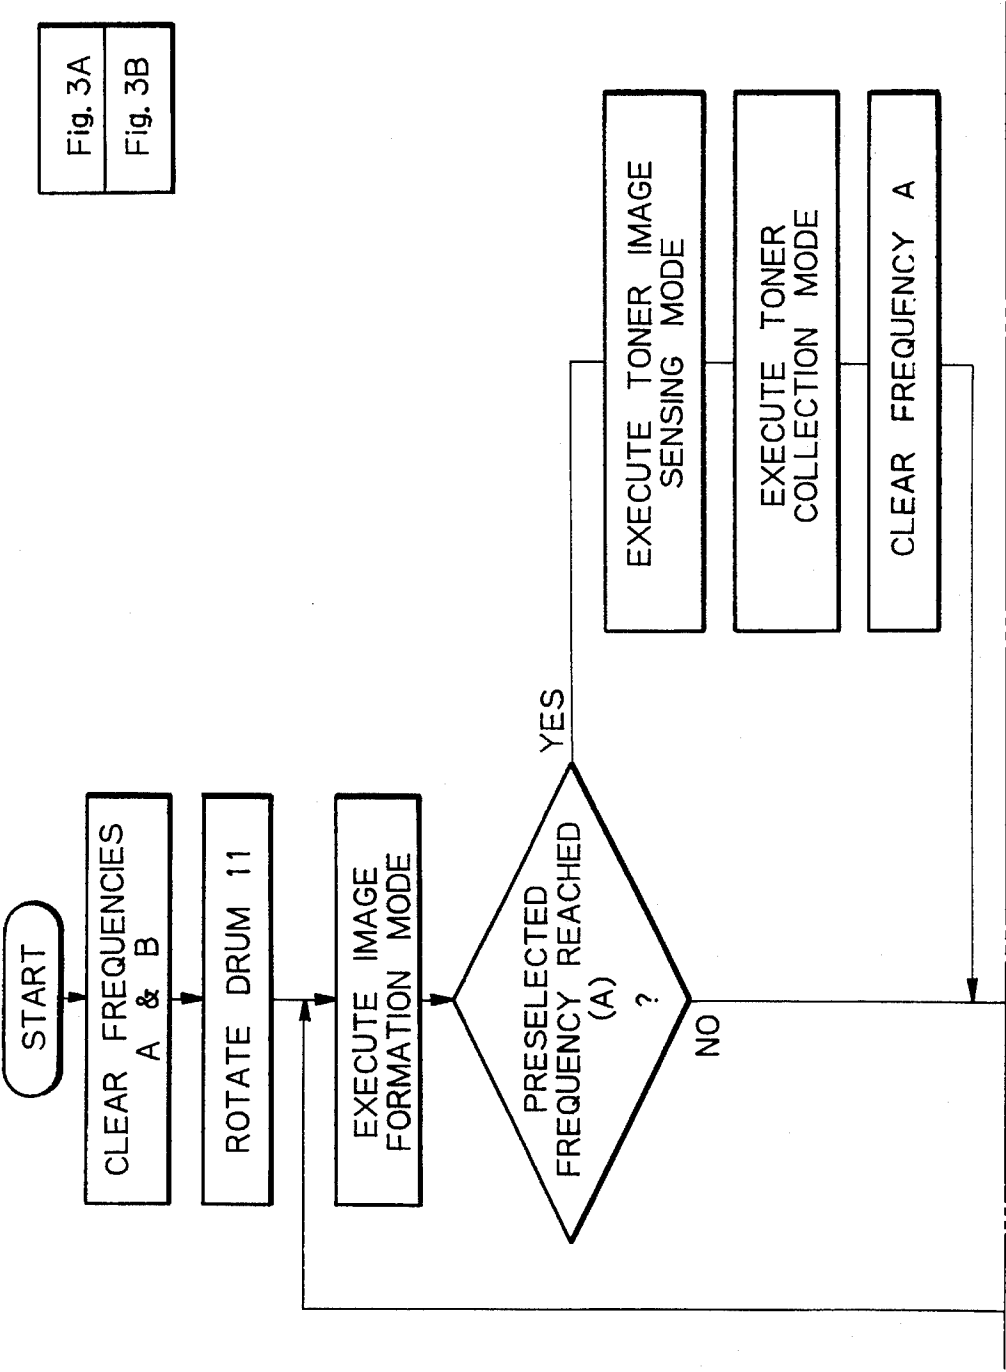 Fig. 3A
Fig. 3B
START
CLEAR FREQUENCIES
A & B
ROTATE DRUM 11
EXECUTE IMAGE
FORMATION MODE
PRESELECTED
FREQUENCY REACHED
(A)
?
YES
NO
EXECUTE TONER IMAGE
SENSING MODE
EXECUTE TONER
COLLECTION MODE
CLEAR FREQUENCY A